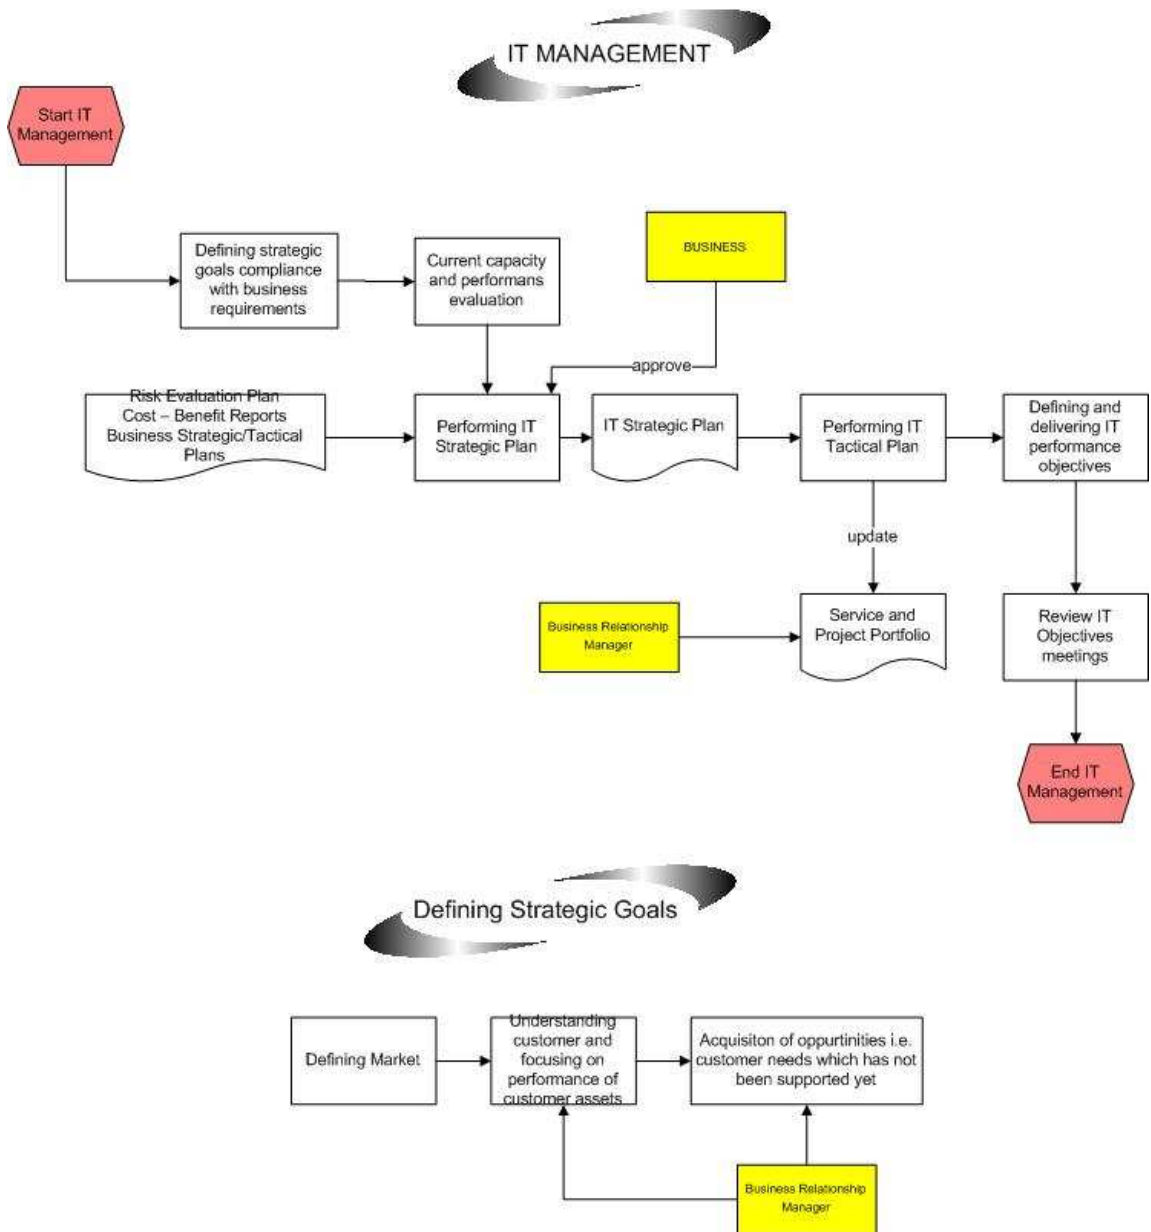 IT MANAGEMENT
Start IT
Management
Defining strategic
goals compliance
with business
requirements
Current capacity
and performans
evaluation
BUSINESS
approve
Risk Evaluation Plan
Cost – Benefit Reports
Business Strategic/Tactical
Plans
Performing IT
Strategic Plan
IT Strategic Plan
Performing IT
Tactical Plan
Defining and
delivering IT
performance
objectives
update
Business Relationship
Manager
Service and
Project Portfolio
Review IT
Objectives
meetings
End IT
Management
Defining Strategic Goals
Defining Market
Understanding
customer and
focusing on
performance of
customer assets
Acquisiton of oppurtinities i.e.
customer needs which has not
been supported yet
Business Relationship
Manager